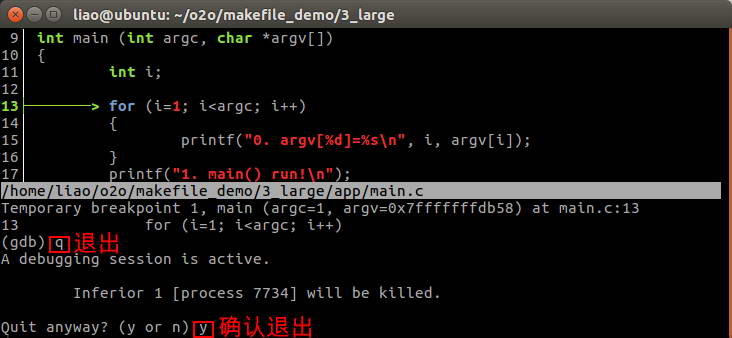 liao@ubuntu: ~/o2o/makefile_demo/3_large
9 int main (int argc, char *argv[])
10 {
11 int i;
12
13 > for (i=1; i<argc; i++)
14 {
15 printf("0. argv[%d]=%s\n", i, argv[i]);
16 }
17 printf("1. main() run!\n");
/home/liao/o2o/makefile_demo/3_large/app/main.c
Temporary breakpoint 1, main (argc=1, argv=0x7fffffffdb58) at main.c:13
13 for (i=1; i<argc; i++)
(gdb) q 退出
A debugging session is active.
Inferior 1 [process 7734] will be killed.
Quit anyway? (y or n) y 确认退出